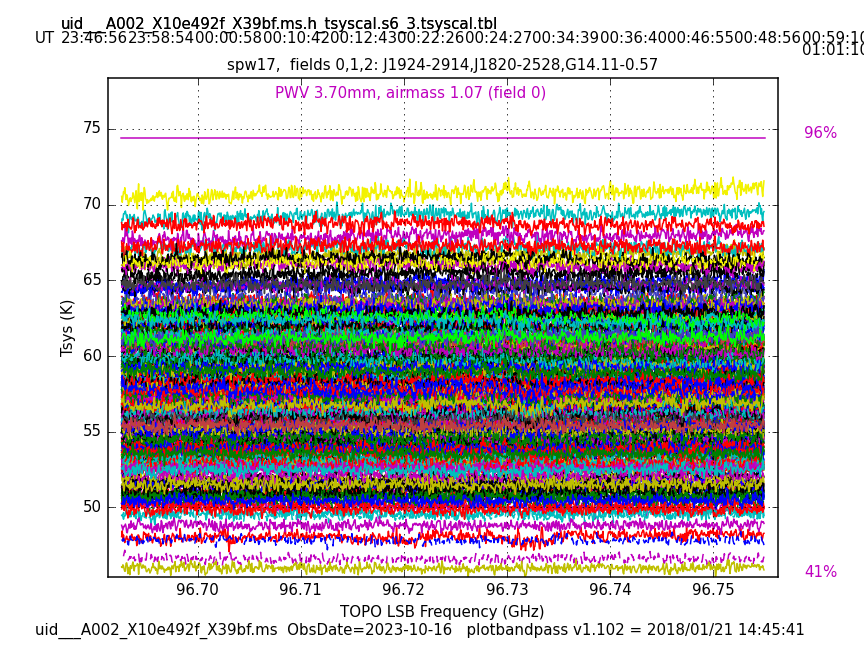 uid___A002_X10e492f_X39bf.ms.h_tsyscal.s6_3.tsyscal.tbl
UT 23:46:56 23:58:54 00:00:58 00:10:42 00:12:43 00:22:26 00:24:27 00:34:39 00:36:40 00:46:55 00:48:56 00:59:10
01:01:10
spw17,  fields 0,1,2: J1924-2914,J1820-2528,G14.11-0.57
PWV 3.70mm, airmass 1.07 (field 0)
96%
75
70
65
60
55
50
Tsys (K)
41%
96.70 96.71 96.72 96.73 96.74 96.75
TOPO LSB Frequency (GHz)
uid___A002_X10e492f_X39bf.ms  ObsDate=2023-10-16   plotbandpass v1.102 = 2018/01/21 14:45:41